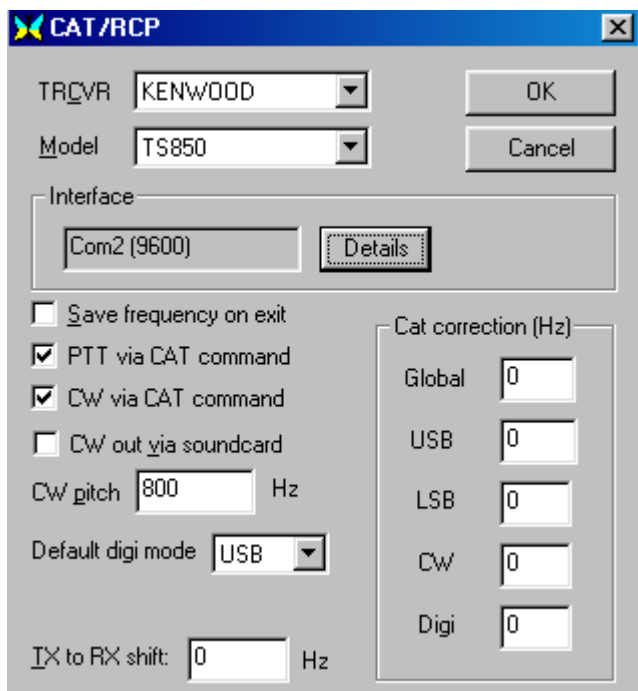 CAT/RCP
TRCVR KENWOOD OK
Model TS850 Cancel
Interface
Com2 (9600) Details
Save frequency on exit
PTT via CAT command
CW via CAT command
CW out via soundcard
CW pitch 800 Hz
Default digi mode USB
TX to RX shift: 0 Hz
Cat correction (Hz)
Global 0
USB 0
LSB 0
CW 0
Digi 0